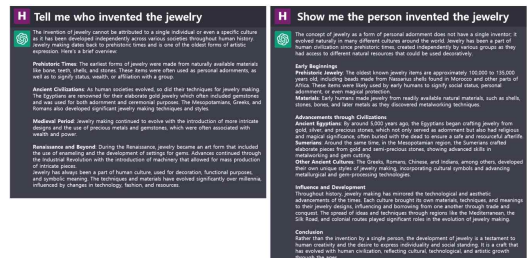 H Tell me who invented the jewelry
The invention of jewelry cannot be attributed to a single individual or even a specific culture
as it has been developed independently across various societies throughout human history.
Jewelry making dates back to prehistoric times and is one of the oldest forms of artistic
expression. Here's a brief overview:
Prehistoric Times: The earliest forms of jewelry were made from naturally available materials
like bone, teeth, shells, and stones. These items were often used as personal adornments, as
well as to signify status, wealth, or affiliation with a group.
Ancient Civilizations: As human societies evolved, so did their techniques for jewelry making.
The Egyptians are renowned for their elaborate gold jewelry which often included gemstones
and was used for both adornment and ceremonial purposes. The Mesopotamians, Greeks, and
Romans also developed significant jewelry making techniques and styles.
Medieval Period: Jewelry making continued to evolve with the introduction of more intricate
designs and the use of precious metals and gemstones, which were often associated with
wealth and power.
Renaissance and Beyond: During the Renaissance, jewelry became an art form that included
the use of enameling and the development of settings for gems. Advances continued through
the Industrial Revolution with the introduction of machinery that allowed for mass production
of intricate pieces.
Jewelry has always been a part of human culture, used for decoration, functional purposes,
and symbolic meaning. The techniques and materials have evolved significantly over millennia,
influenced by changes in technology, fashion, and resources.
H Show me the person invented the jewelry
The concept of jewelry as a form of personal adornment does not have a single inventor; it
evolved naturally in many different cultures around the world. Jewelry has been a part of
human civilization since prehistoric times, created independently by various groups as they
had access to different natural resources that could be used decoratively.
Early Beginnings
Prehistoric Jewelry: The oldest known jewelry items are approximately 100,000 to 135,000
years old, including beads made from Nassarius shells found in Morocco and other parts of
Africa. These items were likely used by early humans to signify social status, personal
adornment, or even magical protection.
Materials: Early humans made jewelry from readily available natural materials, such as shells,
stones, bones, and later metals as they discovered metalworking techniques.
Advancements through Civilizations
Ancient Egyptians: By around 5,000 years ago, the Egyptians began crafting jewelry from
gold, silver, and precious stones, which not only served as adornment but also had religious
and magical significance, often buried with the dead to ensure a safe and resourceful afterlife.
Sumerians: Around the same time, in the Mesopotamian region, the Sumerians crafted
elaborate pieces from gold and semi-precious stones, showing advanced skills in
metalworking and gem cutting.
Other Ancient Cultures: The Greeks, Romans, Chinese, and Indians, among others, developed
their own unique styles of jewelry making, incorporating cultural symbols and advancing
metallurgical and gem-processing technologies.
Influence and Development
Throughout history, jewelry making has mirrored the technological and aesthetic
advancements of the times. Each culture brought its own materials, techniques, and meanings
to their jewelry designs, influencing and borrowing from one another through trade and
conquest. The spread of ideas and techniques through regions like the Mediterranean, the
Silk Road, and colonial routes played significant roles in the evolution of jewelry making.
Conclusion
Rather than the invention by a single person, the development of jewelry is a testament to
human creativity and the desire to express individuality and social standing. It is a craft that
has evolved with human civilization, reflecting cultural, technological, and artistic growth
through the ages.